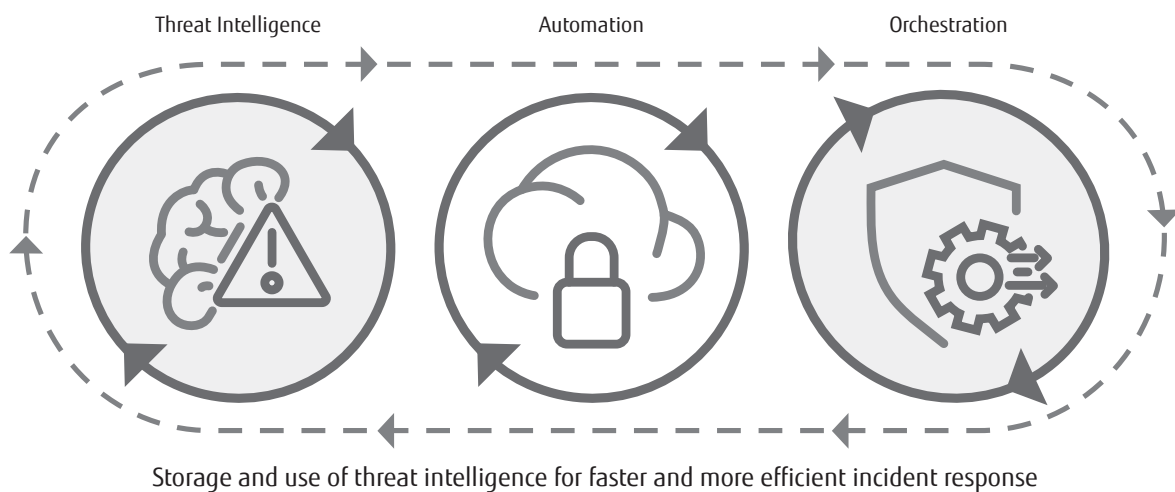 Threat Intelligence
Automation
Orchestration
Storage and use of threat intelligence for faster and more efficient incident response